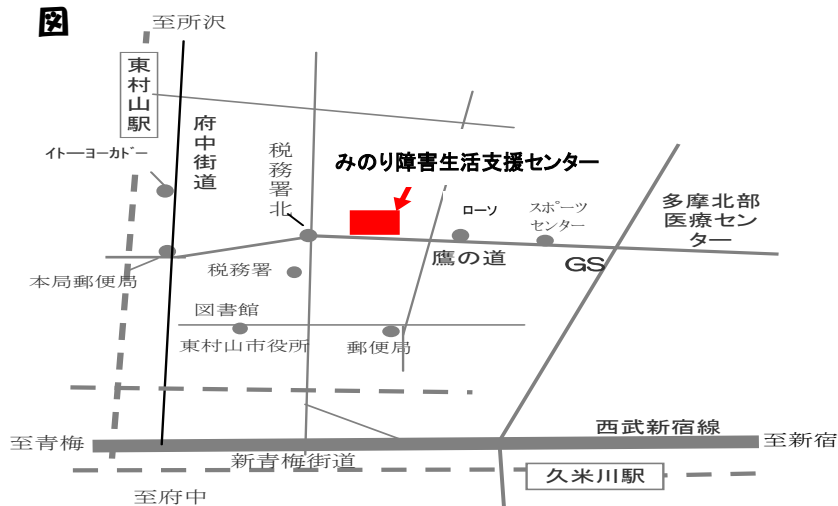 図
至所沢
東村山駅
府中街道
イトーヨーカドー
税務署北
みのり障害生活支援センター
ローソ
スポーツ
センター
多摩北部
医療セン
ター
鷹の道
GS
本局郵便局
税務署
図書館
東村山市役所
郵便局
西武新宿線
至青梅
至新宿
新青梅街道
久米川駅
至府中